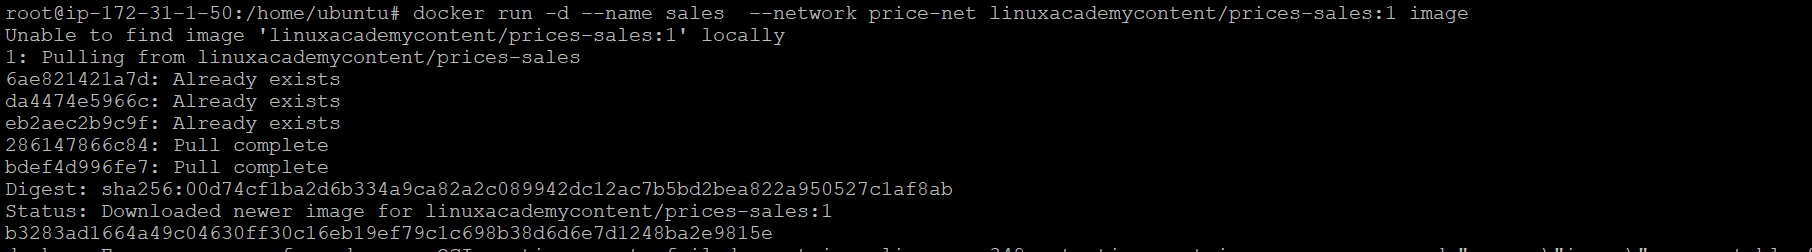 root@ip-172-31-1-50:/home/ubuntu# docker run -d --name sales  --network price-net linuxacademycontent/prices-sales:1 image
Unable to find image 'linuxacademycontent/prices-sales:1' locally
1: Pulling from linuxacademycontent/prices-sales
6ae821421a7d: Already exists
da4474e5966c: Already exists
eb2aec2b9c9f: Already exists
286147866c84: Pull complete
bdef4d996fe7: Pull complete
Digest: sha256:00d74cf1ba2d6b334a9ca82a2c089942dc12ac7b5bd2bea822a950527c1af8ab
Status: Downloaded newer image for linuxacademycontent/prices-sales:1
b3283ad1664a49c04630ff30c16eb19ef79c1c698b38d6d6e7d1248ba2e9815e